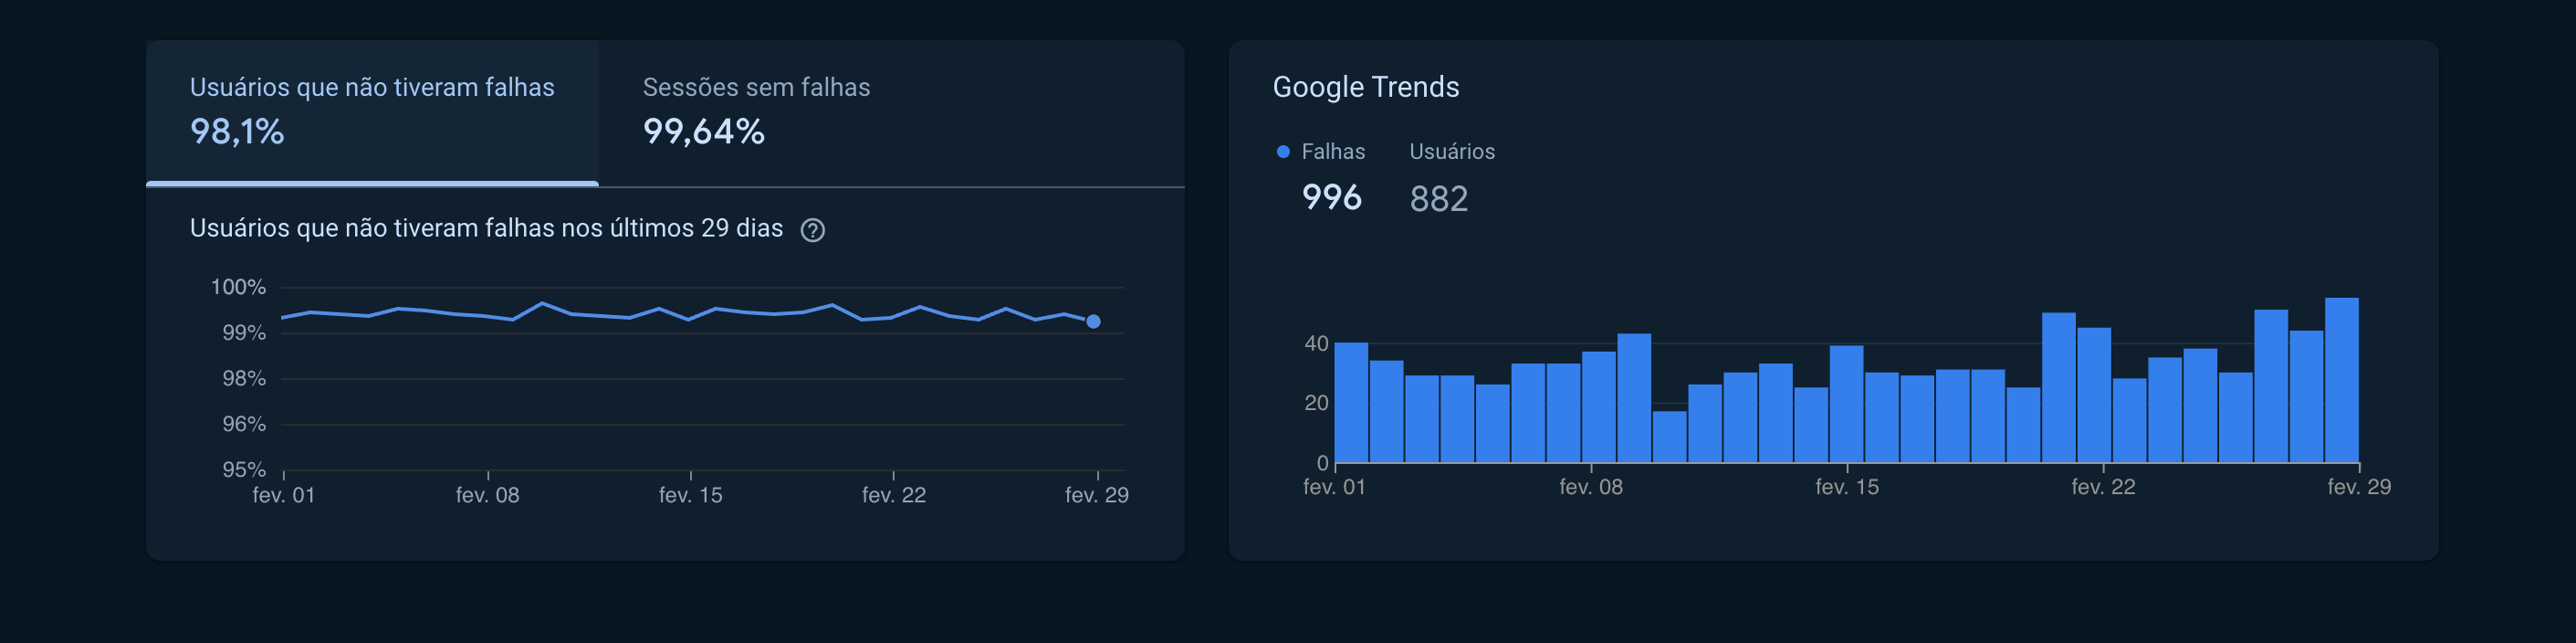 Usuários que não tiveram falhas
98,1%
Sessões sem falhas
99,64%
Usuários que não tiveram falhas nos últimos 29 dias
100%
99%
98%
96%
95%
fev. 01 fev. 08 fev. 15 fev. 22 fev. 29
Google Trends
Falhas Usuários
996 882
40
20
0
fev. 01 fev. 08 fev. 15 fev. 22 fev. 29